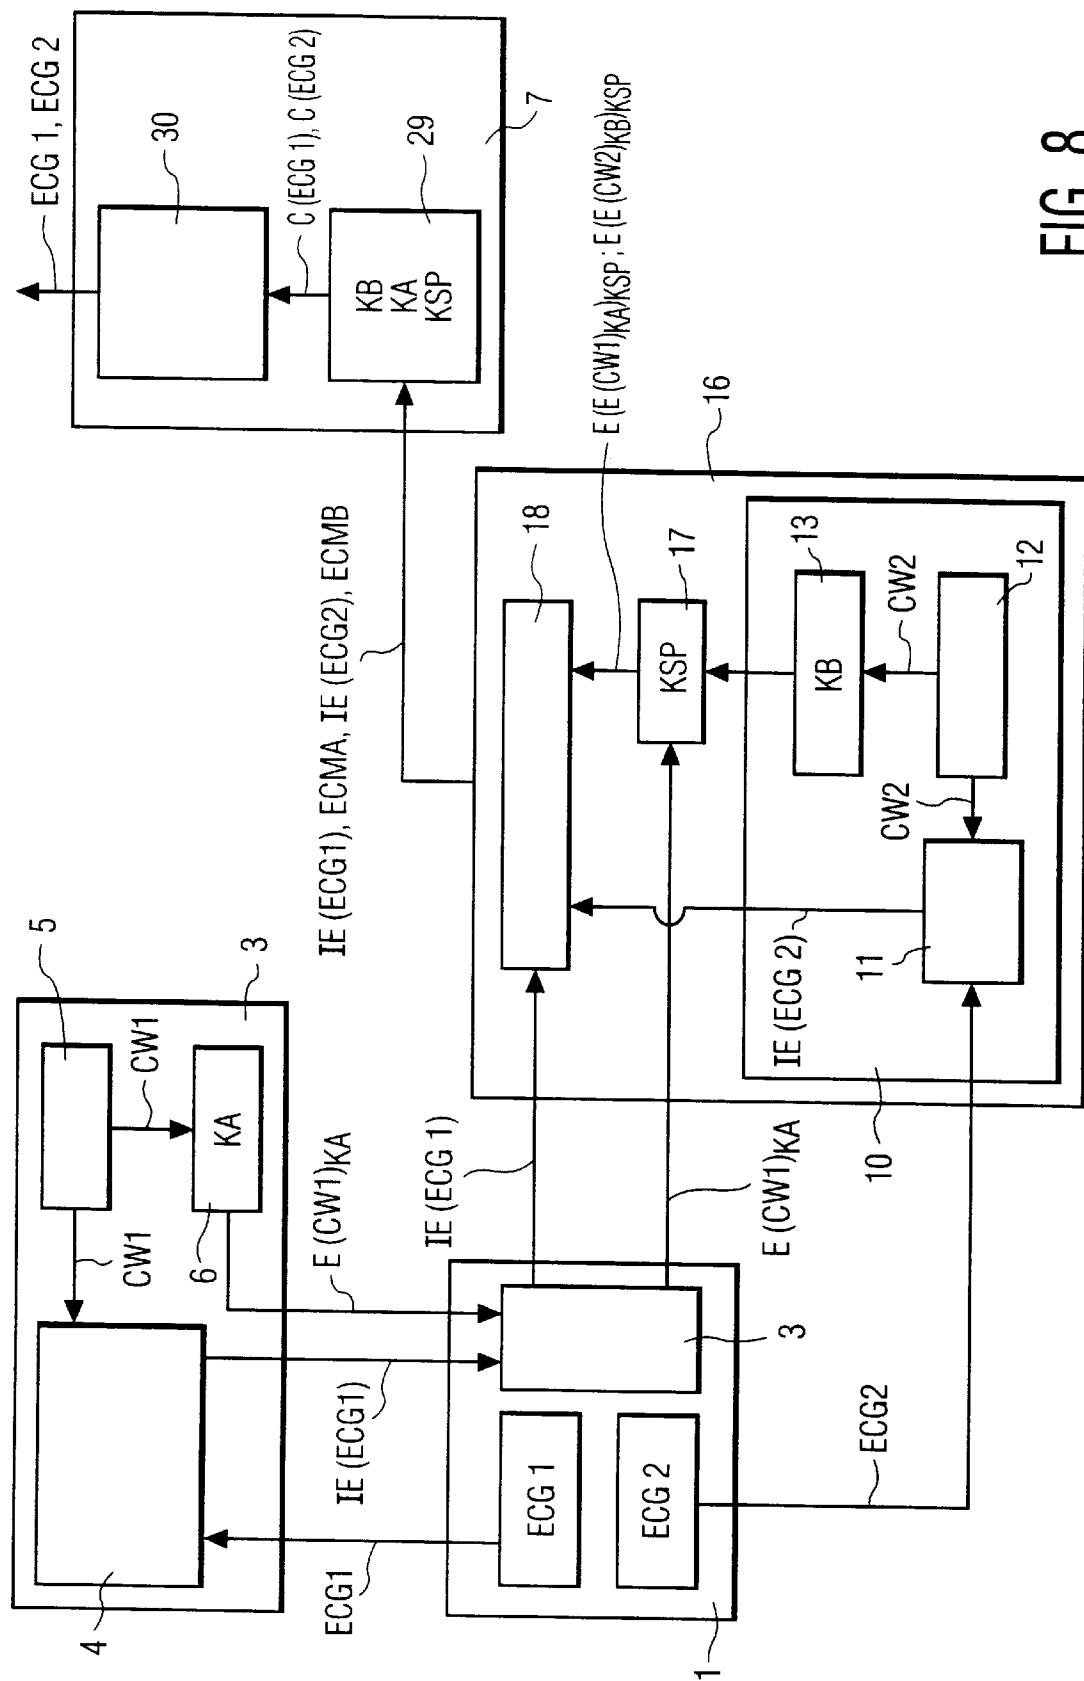 5
CW1
CW1
3
KA
6
4
E (CW1)KA
IE (ECG1)
ECG1
IE (ECG 1)
ECG 1
ECG 2
3
1
E (CW1)KA
ECG2
IE (ECG1), ECMA, IE (ECG2), ECMB
18
E (E (CW1)KA)KSP ; E (E (CW2)KB)KSP
16
KSP
17
KB
13
CW2
12
CW2
11
IE (ECG 2)
10
ECG 1, ECG 2
30
C (ECG 1), C (ECG 2)
KB
KA
KSP
29
7
FIG. 8